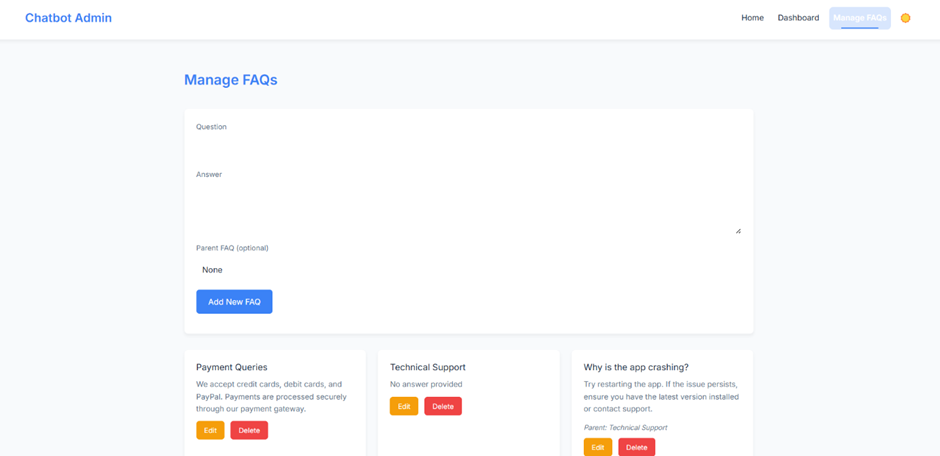 Chatbot Admin
Home Dashboard Manage FAQs
Manage FAQs
Question
Answer
Parent FAQ (optional)
None
Add New FAQ
Payment Queries
We accept credit cards, debit cards, and
PayPal. Payments are processed securely
through our payment gateway.
Edit Delete
Technical Support
No answer provided
Edit Delete
Why is the app crashing?
Try restarting the app. If the issue persists,
ensure you have the latest version installed
or contact support.
Parent: Technical Support
Edit Delete